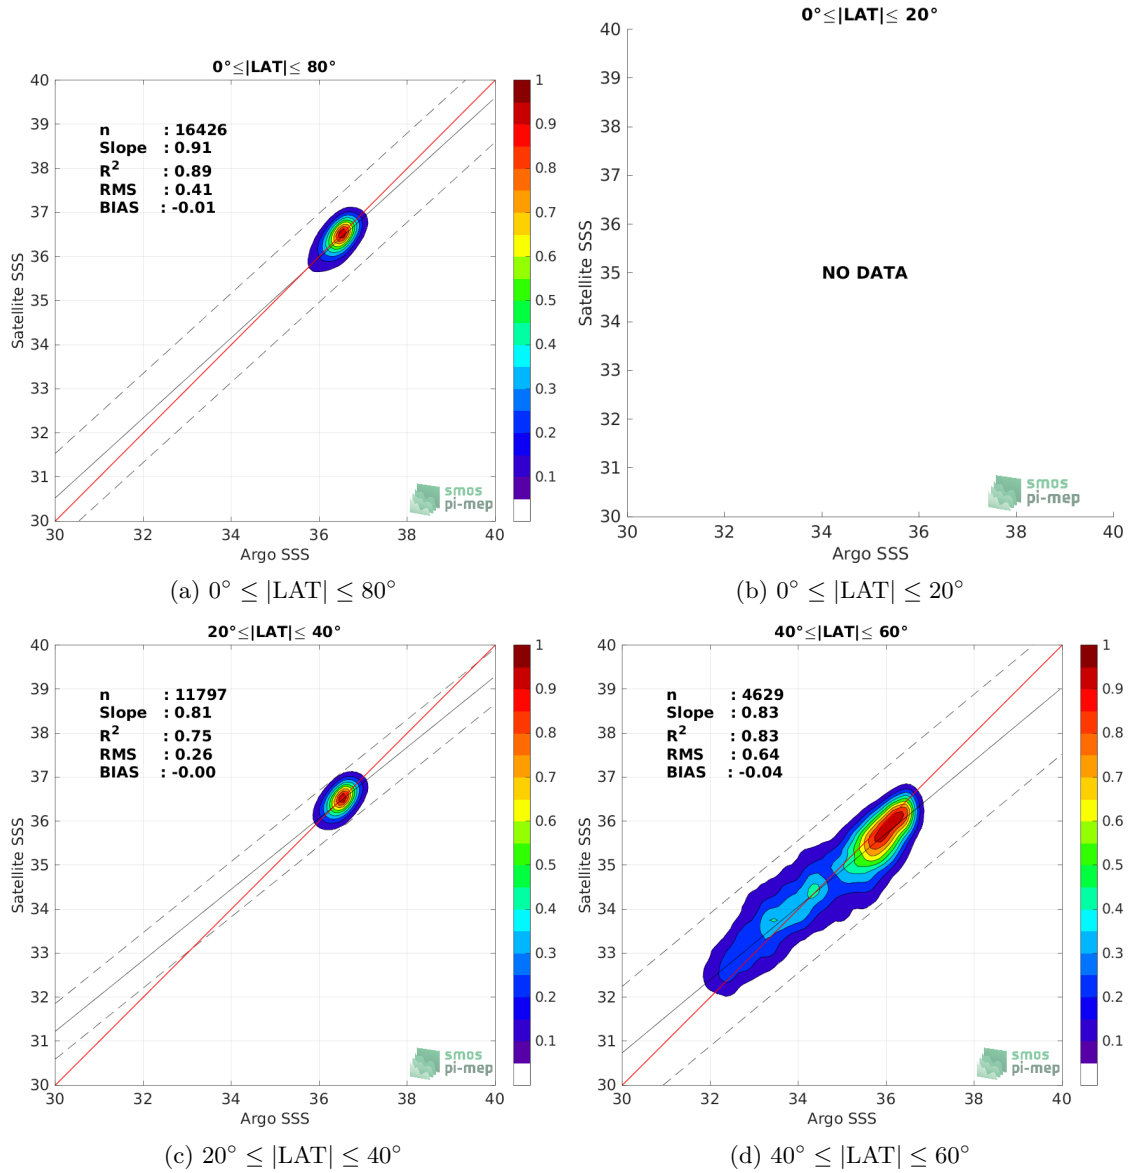 0°≤|LAT|≤ 80°
40
39
38
37
36
35
34
33
32
31
30
Satellite SSS
n : 16426
Slope : 0.91
R² : 0.89
RMS : 0.41
BIAS : -0.01
smos
pi-mep
30 32 34 36 38 40
Argo SSS
1
0.9
0.8
0.7
0.6
0.5
0.4
0.3
0.2
0.1
(a) 0° ≤ |LAT| ≤ 80°
0°≤|LAT|≤ 20°
40
39
38
37
36
35
34
33
32
31
30
Satellite SSS
NO DATA
smos
pi-mep
30 32 34 36 38 40
Argo SSS
(b) 0° ≤ |LAT| ≤ 20°
20°≤|LAT|≤ 40°
40
39
38
37
36
35
34
33
32
31
30
Satellite SSS
n : 11797
Slope : 0.81
R² : 0.75
RMS : 0.26
BIAS : -0.00
smos
pi-mep
30 32 34 36 38 40
Argo SSS
1
0.9
0.8
0.7
0.6
0.5
0.4
0.3
0.2
0.1
(c) 20° ≤ |LAT| ≤ 40°
40°≤|LAT|≤ 60°
40
39
38
37
36
35
34
33
32
31
30
Satellite SSS
n : 4629
Slope : 0.83
R² : 0.83
RMS : 0.64
BIAS : -0.04
smos
pi-mep
30 32 34 36 38 40
Argo SSS
1
0.9
0.8
0.7
0.6
0.5
0.4
0.3
0.2
0.1
(d) 40° ≤ |LAT| ≤ 60°